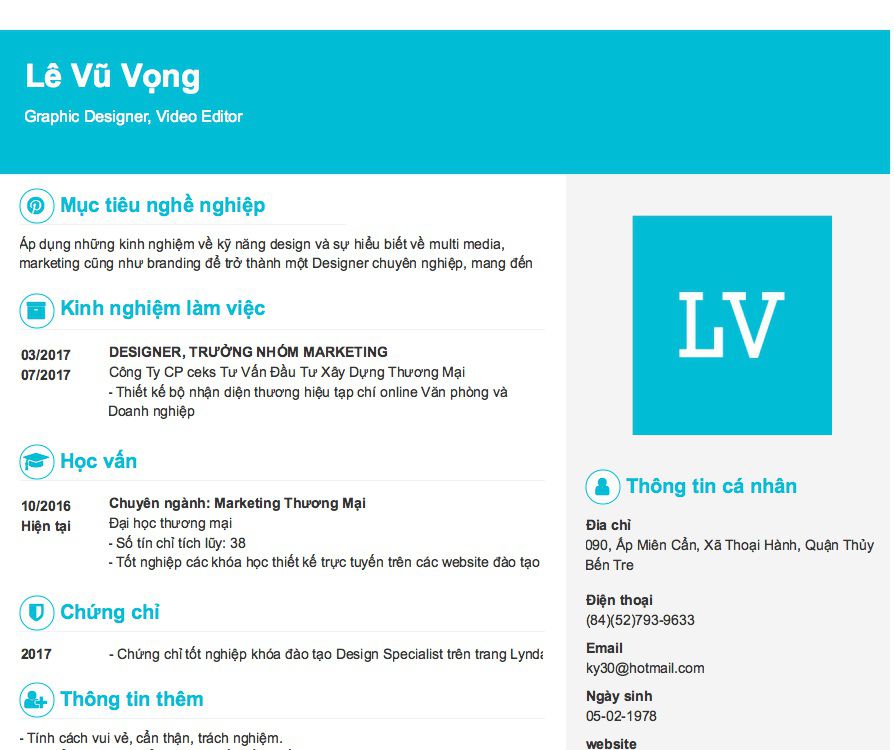 Lê Vũ Vọng
Graphic Designer, Video Editor
Mục tiêu nghề nghiệp
Áp dụng những kinh nghiệm về kỹ năng design và sự hiểu biết về multi media,
marketing cũng như branding để trở thành một Designer chuyên nghiệp, mang đến
Kinh nghiệm làm việc
03/2017
07/2017
DESIGNER, TRƯỞNG NHÓM MARKETING
Công Ty CP ceks Tư Vấn Đầu Tư Xây Dựng Thương Mại
- Thiết kế bộ nhận diện thương hiệu tạp chí online Văn phòng và
Doanh nghiệp
Học vấn
10/2016
Hiện tại
Chuyên ngành: Marketing Thương Mại
Đại học thương mại
- Số tín chỉ tích lũy: 38
- Tốt nghiệp các khóa học thiết kế trực tuyến trên các website đào tạo
Chứng chỉ
2017
- Chứng chỉ tốt nghiệp khóa đào tạo Design Specialist trên trang Lynda
Thông tin thêm
- Tính cách vui vẻ, cẩn thận, trách nghiệm.
LV
Thông tin cá nhân
Đia chỉ
090, Ấp Miên Cẩn, Xã Thoại Hành, Quận Thủy
Bến Tre
Điện thoại
(84)(52)793-9633
Email
ky30@hotmail.com
Ngày sinh
05-02-1978
website